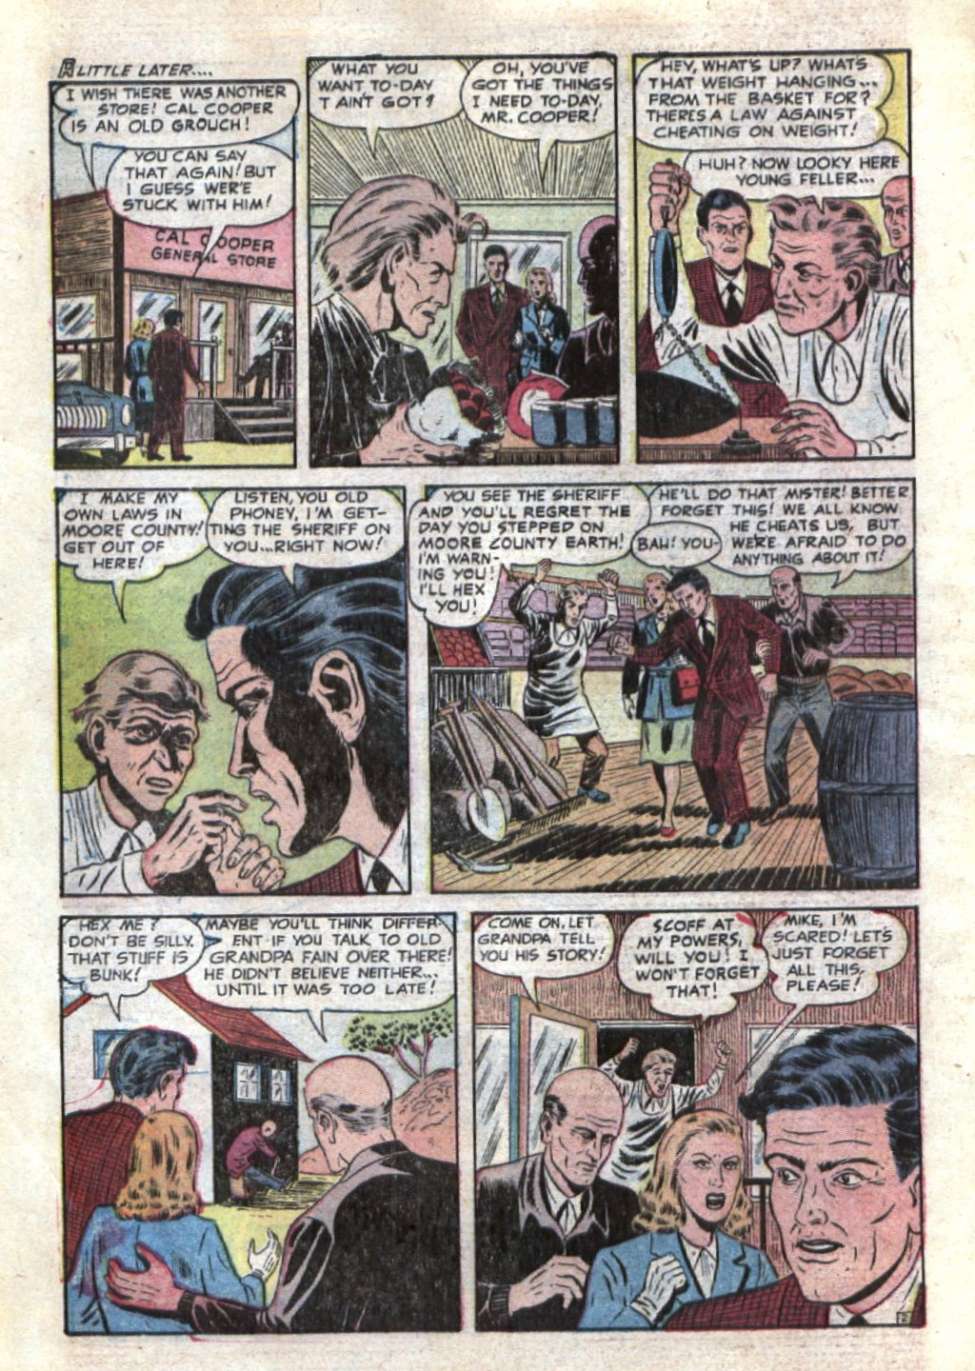 A LITTLE LATER....
I WISH THERE WAS ANOTHER
STORE! CAL COOPER
IS AN OLD GROUCH!
YOU CAN SAY
THAT AGAIN! BUT
I GUESS WER'E
STUCK WITH HIM!
CAL COOPER
GENERAL STORE
WHAT YOU
WANT TO-DAY
T AIN'T GOT?
OH, YOU'VE
GOT THE THINGS
I NEED TO-DAY,
MR. COOPER!
HEY, WHAT'S UP? WHAT'S
THAT WEIGHT HANGING...
FROM THE BASKET FOR?
THERE'S A LAW AGAINST
CHEATING ON WEIGHT!
HUH? NOW LOOKY HERE
YOUNG FELLER...
I MAKE MY
OWN LAWS IN
MOORE COUNTY!
GET OUT OF
HERE!
LISTEN, YOU OLD
PHONEY, I'M GET-
TING THE SHERIFF ON
YOU...RIGHT NOW!
YOU SEE THE SHERIFF
AND YOU'LL REGRET THE
DAY YOU STEPPED ON
MOORE COUNTY EARTH!
I'M WARN-
ING YOU!
I'LL HEX
YOU!
BAH! YOU-
HE'LL DO THAT MISTER! BETTER
FORGET THIS! WE ALL KNOW
HE CHEATS US, BUT
WE'RE AFRAID TO DO
ANYTHING ABOUT IT!
HEX ME?
DON'T BE SILLY.
THAT STUFF IS
BUNK!
MAYBE YOU'LL THINK DIFFER-
ENT IF YOU TALK TO OLD
GRANDPA FAIN OVER THERE!
HE DIDN'T BELIEVE NEITHER...
UNTIL IT WAS TOO LATE!
COME ON, LET
GRANDPA TELL
YOU HIS STORY!
SCOFF AT
MY POWERS,
WILL YOU! I
WON'T FORGET
THAT!
MIKE, I'M
SCARED! LET'S
JUST FORGET
ALL THIS,
PLEASE!
2